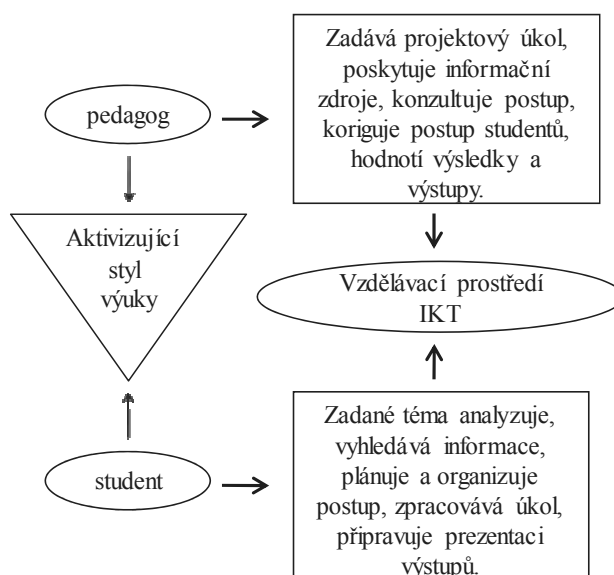 pedagog
Zadává projektový úkol,
poskytuje informační
zdroje, konzultuje postup,
koriguje postup studentů,
hodnotí výsledky a
výstupy.
Aktivizující
styl
výuky
Vzdělávací prostředí
IKT
student
Zadané téma analyzuje,
vyhledává informace,
plánuje a organizuje
postup, zpracovává úkol,
připravuje prezentaci
výstupů.